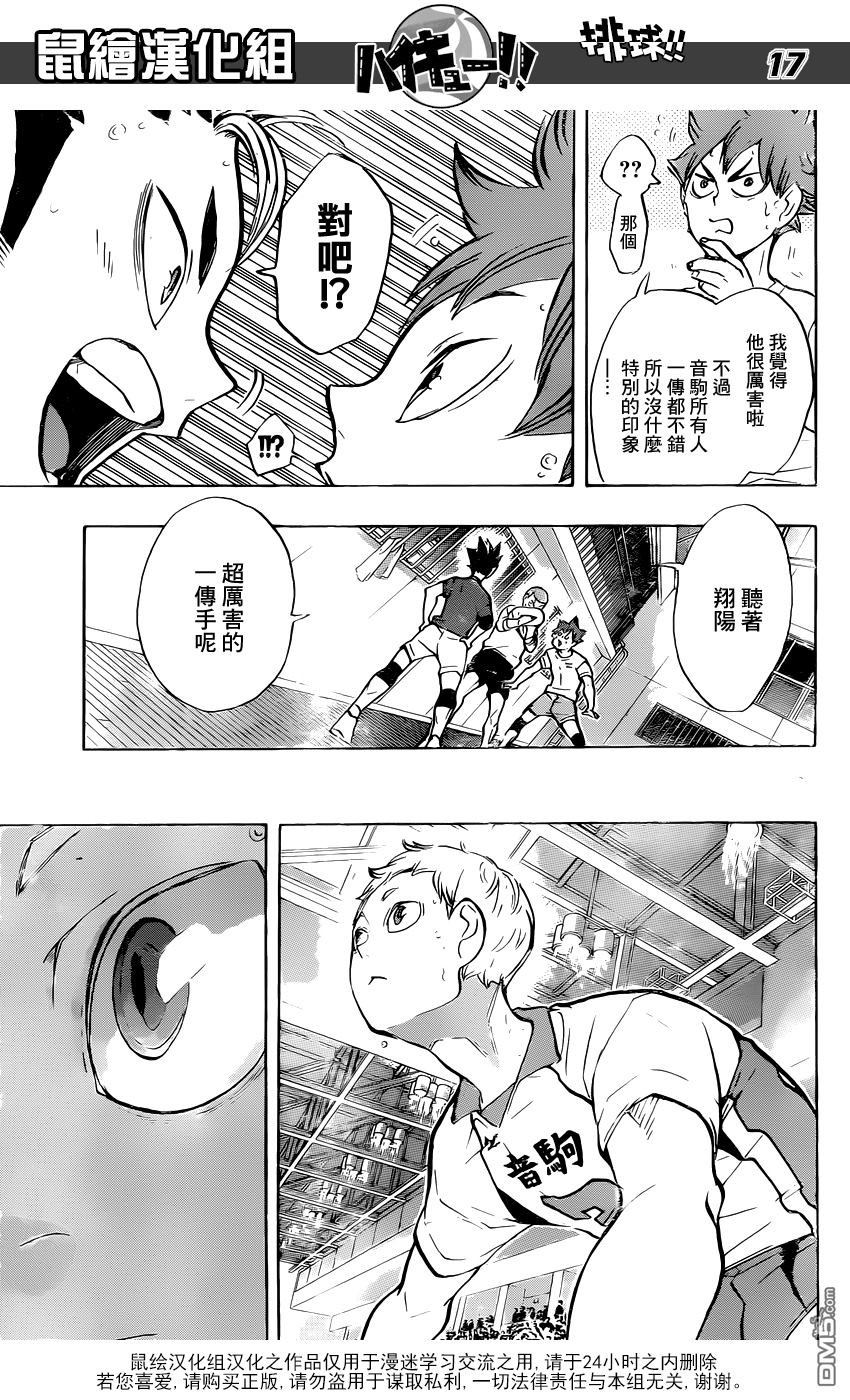 鼠繪漢化組
ハイキュー!!
排球!!
17
??
那個
我覺得
他很厲害啦
不過
音駒所有人
一傳都不錯
所以沒什麼
特別的印象
……
對吧!?
!!?
聽著
翔陽
超厲害的
一傳手呢
音駒
鼠绘汉化组汉化之作品仅用于漫迷学习交流之用, 请于24小时之内删除
若您喜爱, 请购买正版, 请勿盗用于谋取私利, 一切法律责任与本组无关, 谢谢。
DM5.com